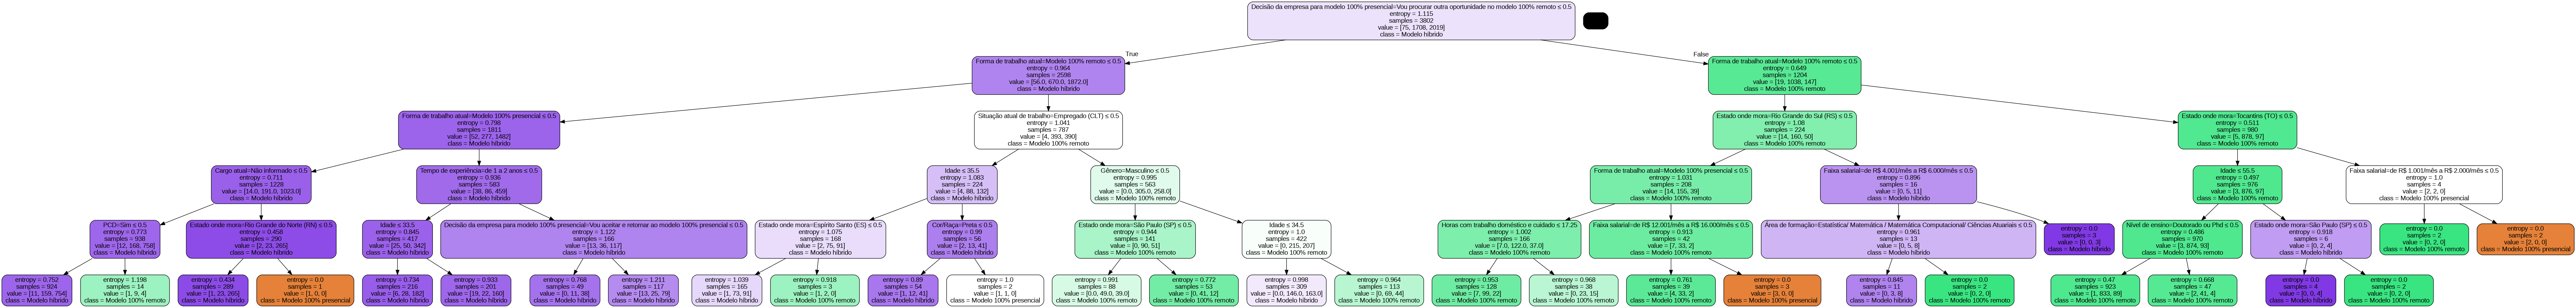 Decisão da empresa para modelo 100% presencial=Vou procurar outra oportunidade no modelo 100% remoto ≤ 0.5
entropy = 1.115
samples = 3802
value = [75, 1708, 2019]
class = Modelo híbrido
True
False
Forma de trabalho atual=Modelo 100% remoto ≤ 0.5
entropy = 0.964
samples = 2598
value = [56.0, 670.0, 1872.0]
class = Modelo híbrido
Forma de trabalho atual=Modelo 100% remoto ≤ 0.5
entropy = 0.649
samples = 1204
value = [19, 1038, 147]
class = Modelo 100% remoto
Forma de trabalho atual=Modelo 100% presencial ≤ 0.5
entropy = 0.798
samples = 1811
value = [52, 277, 1482]
class = Modelo híbrido
Situação atual de trabalho=Empregado (CLT) ≤ 0.5
entropy = 1.041
samples = 787
value = [4, 393, 390]
class = Modelo 100% remoto
Estado onde mora=Rio Grande do Sul (RS) ≤ 0.5
entropy = 1.08
samples = 224
value = [14, 160, 50]
class = Modelo 100% remoto
Estado onde mora=Tocantins (TO) ≤ 0.5
entropy = 0.511
samples = 980
value = [5, 878, 97]
class = Modelo 100% remoto
Cargo atual=Não informado ≤ 0.5
entropy = 0.711
samples = 1228
value = [14.0, 191.0, 1023.0]
class = Modelo híbrido
Tempo de experiência=de 1 a 2 anos ≤ 0.5
entropy = 0.936
samples = 583
value = [38, 86, 459]
class = Modelo híbrido
Idade ≤ 35.5
entropy = 1.083
samples = 224
value = [4, 88, 132]
class = Modelo híbrido
Gênero=Masculino ≤ 0.5
entropy = 0.995
samples = 563
value = [0.0, 305.0, 258.0]
class = Modelo 100% remoto
Forma de trabalho atual=Modelo 100% presencial ≤ 0.5
entropy = 1.031
samples = 208
value = [14, 155, 39]
class = Modelo 100% remoto
Faixa salarial=de R$ 4.001/mês a R$ 6.000/mês ≤ 0.5
entropy = 0.896
samples = 16
value = [0, 5, 11]
class = Modelo híbrido
Idade ≤ 55.5
entropy = 0.497
samples = 976
value = [3, 876, 97]
class = Modelo 100% remoto
Faixa salarial=de R$ 1.001/mês a R$ 2.000/mês ≤ 0.5
entropy = 1.0
samples = 4
value = [2, 2, 0]
class = Modelo 100% presencial
PCD=Sim ≤ 0.5
entropy = 0.773
samples = 938
value = [12, 168, 758]
class = Modelo híbrido
Estado onde mora=Rio Grande do Norte (RN) ≤ 0.5
entropy = 0.458
samples = 290
value = [2, 23, 265]
class = Modelo híbrido
Idade ≤ 33.5
entropy = 0.845
samples = 417
value = [25, 50, 342]
class = Modelo híbrido
Decisão da empresa para modelo 100% presencial=Vou aceitar e retornar ao modelo 100% presencial ≤ 0.5
entropy = 1.122
samples = 166
value = [13, 36, 117]
class = Modelo híbrido
Estado onde mora=Espírito Santo (ES) ≤ 0.5
entropy = 1.075
samples = 168
value = [2, 75, 91]
class = Modelo híbrido
Cor/Raça=Preta ≤ 0.5
entropy = 0.99
samples = 56
value = [2, 13, 41]
class = Modelo híbrido
Estado onde mora=São Paulo (SP) ≤ 0.5
entropy = 0.944
samples = 141
value = [0, 90, 51]
class = Modelo 100% remoto
Idade ≤ 34.5
entropy = 1.0
samples = 422
value = [0, 215, 207]
class = Modelo 100% remoto
Horas com trabalho doméstico e cuidado ≤ 17.25
entropy = 1.002
samples = 166
value = [7.0, 122.0, 37.0]
class = Modelo 100% remoto
Faixa salarial=de R$ 12.001/mês a R$ 16.000/mês ≤ 0.5
entropy = 0.913
samples = 42
value = [7, 33, 2]
class = Modelo 100% remoto
Área de formação=Estatística/ Matemática / Matemática Computacional/ Ciências Atuariais ≤ 0.5
entropy = 0.961
samples = 13
value = [0, 5, 8]
class = Modelo híbrido
entropy = 0.0
samples = 3
value = [0, 0, 3]
class = Modelo híbrido
Nível de ensino=Doutorado ou Phd ≤ 0.5
entropy = 0.486
samples = 970
value = [3, 874, 93]
class = Modelo 100% remoto
Estado onde mora=São Paulo (SP) ≤ 0.5
entropy = 0.918
samples = 6
value = [0, 2, 4]
class = Modelo híbrido
entropy = 0.0
samples = 2
value = [0, 2, 0]
class = Modelo 100% remoto
entropy = 0.0
samples = 2
value = [2, 0, 0]
class = Modelo 100% presencial
entropy = 0.752
samples = 924
value = [11, 159, 754]
class = Modelo híbrido
entropy = 1.198
samples = 14
value = [1, 9, 4]
class = Modelo 100% remoto
entropy = 0.434
samples = 289
value = [1, 23, 265]
class = Modelo híbrido
entropy = 0.0
samples = 1
value = [1, 0, 0]
class = Modelo 100% presencial
entropy = 0.734
samples = 216
value = [6, 28, 182]
class = Modelo híbrido
entropy = 0.933
samples = 201
value = [19, 22, 160]
class = Modelo híbrido
entropy = 0.768
samples = 49
value = [0, 11, 38]
class = Modelo híbrido
entropy = 1.211
samples = 117
value = [13, 25, 79]
class = Modelo híbrido
entropy = 1.039
samples = 165
value = [1, 73, 91]
class = Modelo híbrido
entropy = 0.918
samples = 3
value = [1, 2, 0]
class = Modelo 100% remoto
entropy = 0.89
samples = 54
value = [1, 12, 41]
class = Modelo híbrido
entropy = 1.0
samples = 2
value = [1, 1, 0]
class = Modelo 100% presencial
entropy = 0.991
samples = 88
value = [0.0, 49.0, 39.0]
class = Modelo 100% remoto
entropy = 0.772
samples = 53
value = [0, 41, 12]
class = Modelo 100% remoto
entropy = 0.998
samples = 309
value = [0.0, 146.0, 163.0]
class = Modelo híbrido
entropy = 0.964
samples = 113
value = [0, 69, 44]
class = Modelo 100% remoto
entropy = 0.953
samples = 128
value = [7, 99, 22]
class = Modelo 100% remoto
entropy = 0.968
samples = 38
value = [0, 23, 15]
class = Modelo 100% remoto
entropy = 0.761
samples = 39
value = [4, 33, 2]
class = Modelo 100% remoto
entropy = 0.0
samples = 3
value = [3, 0, 0]
class = Modelo 100% presencial
entropy = 0.845
samples = 11
value = [0, 3, 8]
class = Modelo híbrido
entropy = 0.0
samples = 2
value = [0, 2, 0]
class = Modelo 100% remoto
entropy = 0.47
samples = 923
value = [1, 833, 89]
class = Modelo 100% remoto
entropy = 0.668
samples = 47
value = [2, 41, 4]
class = Modelo 100% remoto
entropy = 0.0
samples = 4
value = [0, 0, 4]
class = Modelo híbrido
entropy = 0.0
samples = 2
value = [0, 2, 0]
class = Modelo 100% remoto